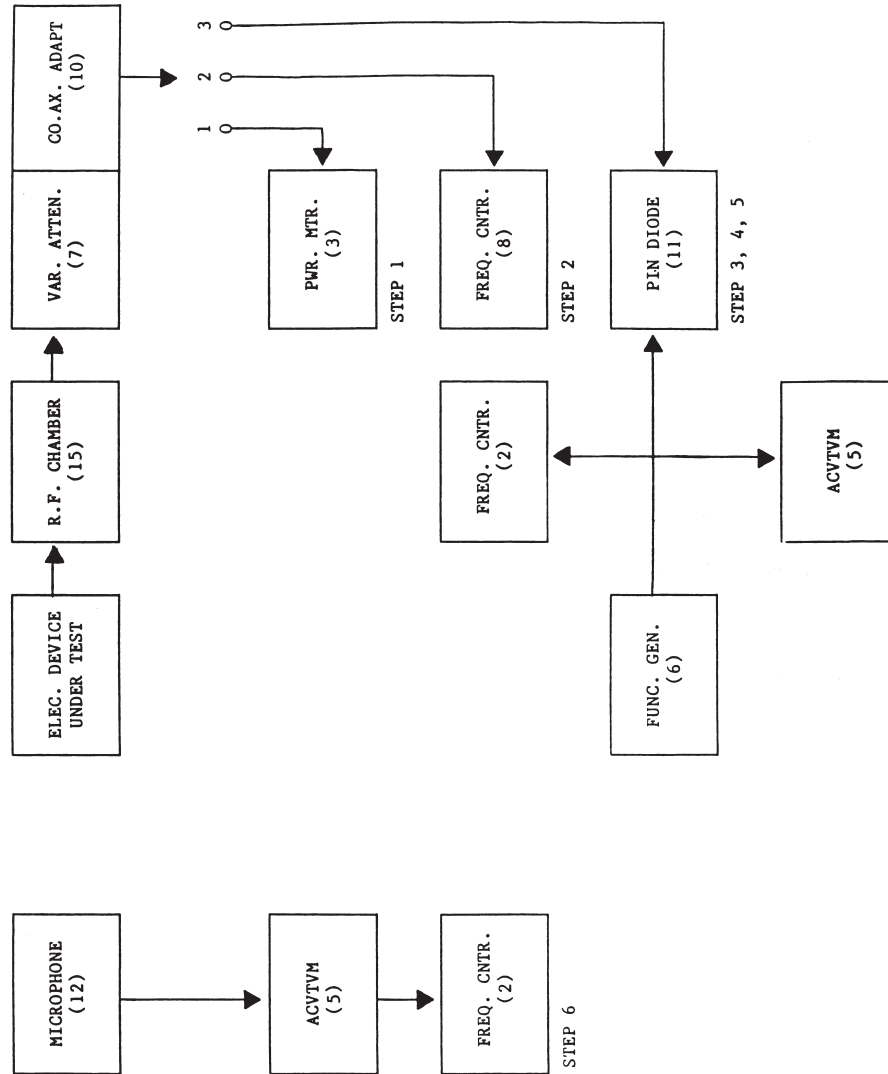 MICROPHONE
(12)
ACVTVM
(5)
FREQ. CNTR.
(2)
STEP 6
ELEC. DEVICE
UNDER TEST
R.F. CHAMBER
(15)
VAR. ATTEN.
(7)
CO.AX. ADAPT
(10)
1
2
3
PWR. MTR.
(3)
STEP 1
FREQ. CNTR.
(2)
FREQ. CNTR.
(8)
STEP 2
FUNC. GEN.
(6)
PIN DIODE
(11)
STEP 3, 4, 5
ACVTVM
(5)